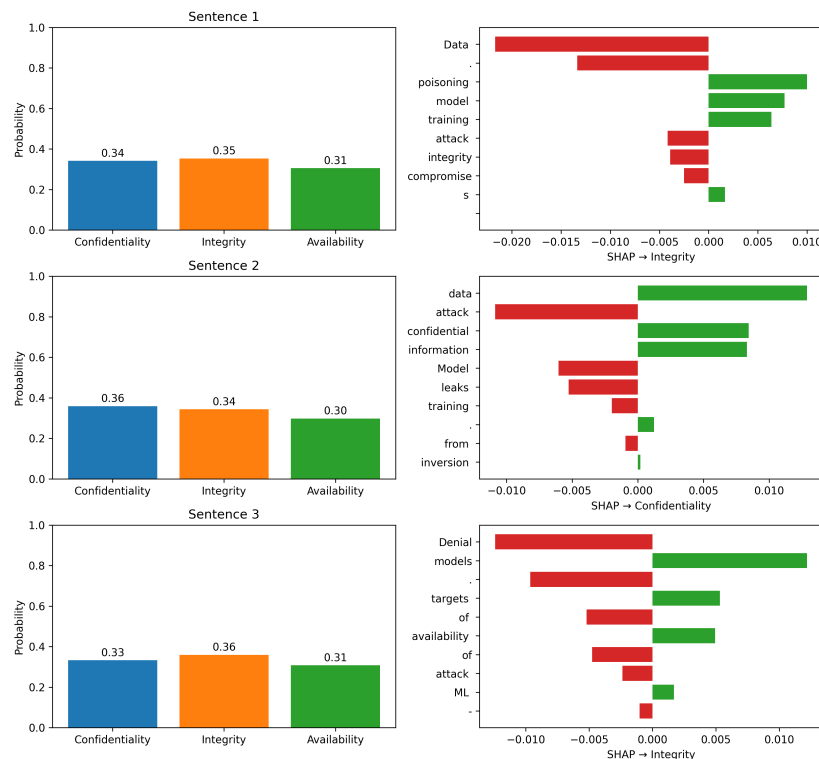 Sentence 1
Probability
1.0
0.8
0.6
0.4
0.2
0.0
0.34
0.35
0.31
Confidentiality Integrity Availability
Data
.
poisoning
model
training
attack
integrity
compromise
s
−0.020 −0.015 −0.010 −0.005 0.000 0.005 0.010
SHAP → Integrity
Sentence 2
Probability
1.0
0.8
0.6
0.4
0.2
0.0
0.36
0.34
0.30
Confidentiality Integrity Availability
data
attack
confidential
information
Model
leaks
training
.
from
inversion
−0.010 −0.005 0.000 0.005 0.010
SHAP → Confidentiality
Sentence 3
Probability
1.0
0.8
0.6
0.4
0.2
0.0
0.33
0.36
0.31
Confidentiality Integrity Availability
Denial
models
.
targets
of
availability
of
attack
ML
-
−0.010 −0.005 0.000 0.005 0.010
SHAP → Integrity